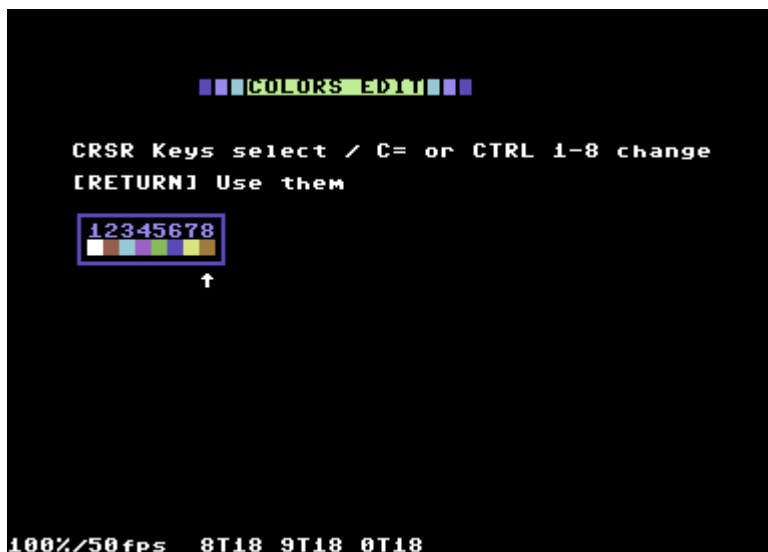 COLORS EDIT
CRSR Keys select / C= or CTRL 1-8 change
[RETURN] Use them
12345678
100%/50fps 8T18 9T18 0T18